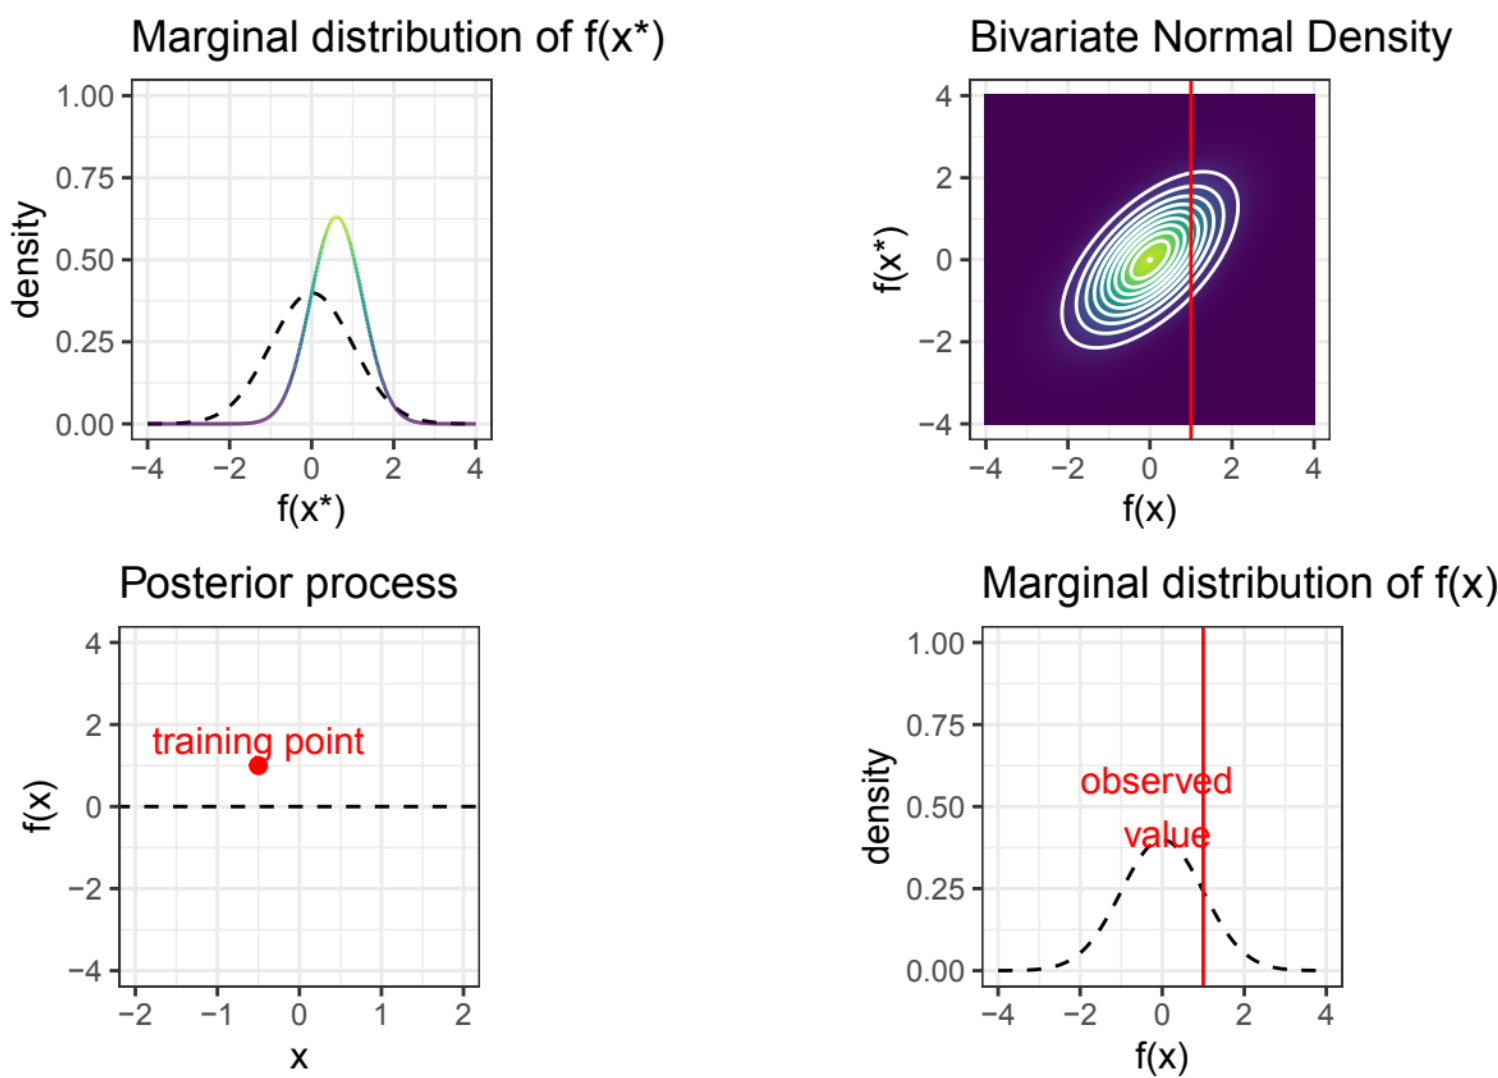 Marginal distribution of f(x*)
1.00
0.75
0.50
0.25
0.00
density
−4 −2 0 2 4
f(x*)
Bivariate Normal Density
4
2
0
−2
−4
f(x*)
−4 −2 0 2 4
f(x)
Posterior process
4
2
0
−2
−4
f(x)
training point
−2 −1 0 1 2
x
Marginal distribution of f(x)
1.00
0.75
0.50
0.25
0.00
density
observed
value
−4 −2 0 2 4
f(x)